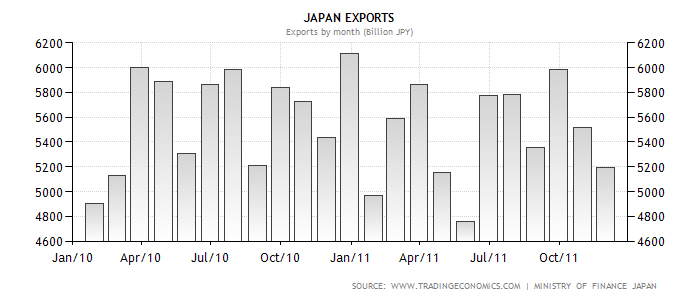 JAPAN EXPORTS
Exports by month (Billion JPY)
6200 6200
6000 6000
5800 5800
5600 5600
5400 5400
5200 5200
5000 5000
4800 4800
4600 4600
Jan/10 Apr/10 Jul/10 Oct/10 Jan/11 Apr/11 Jul/11 Oct/11
SOURCE: WWW.TRADINGECONOMICS.COM | MINISTRY OF FINANCE JAPAN